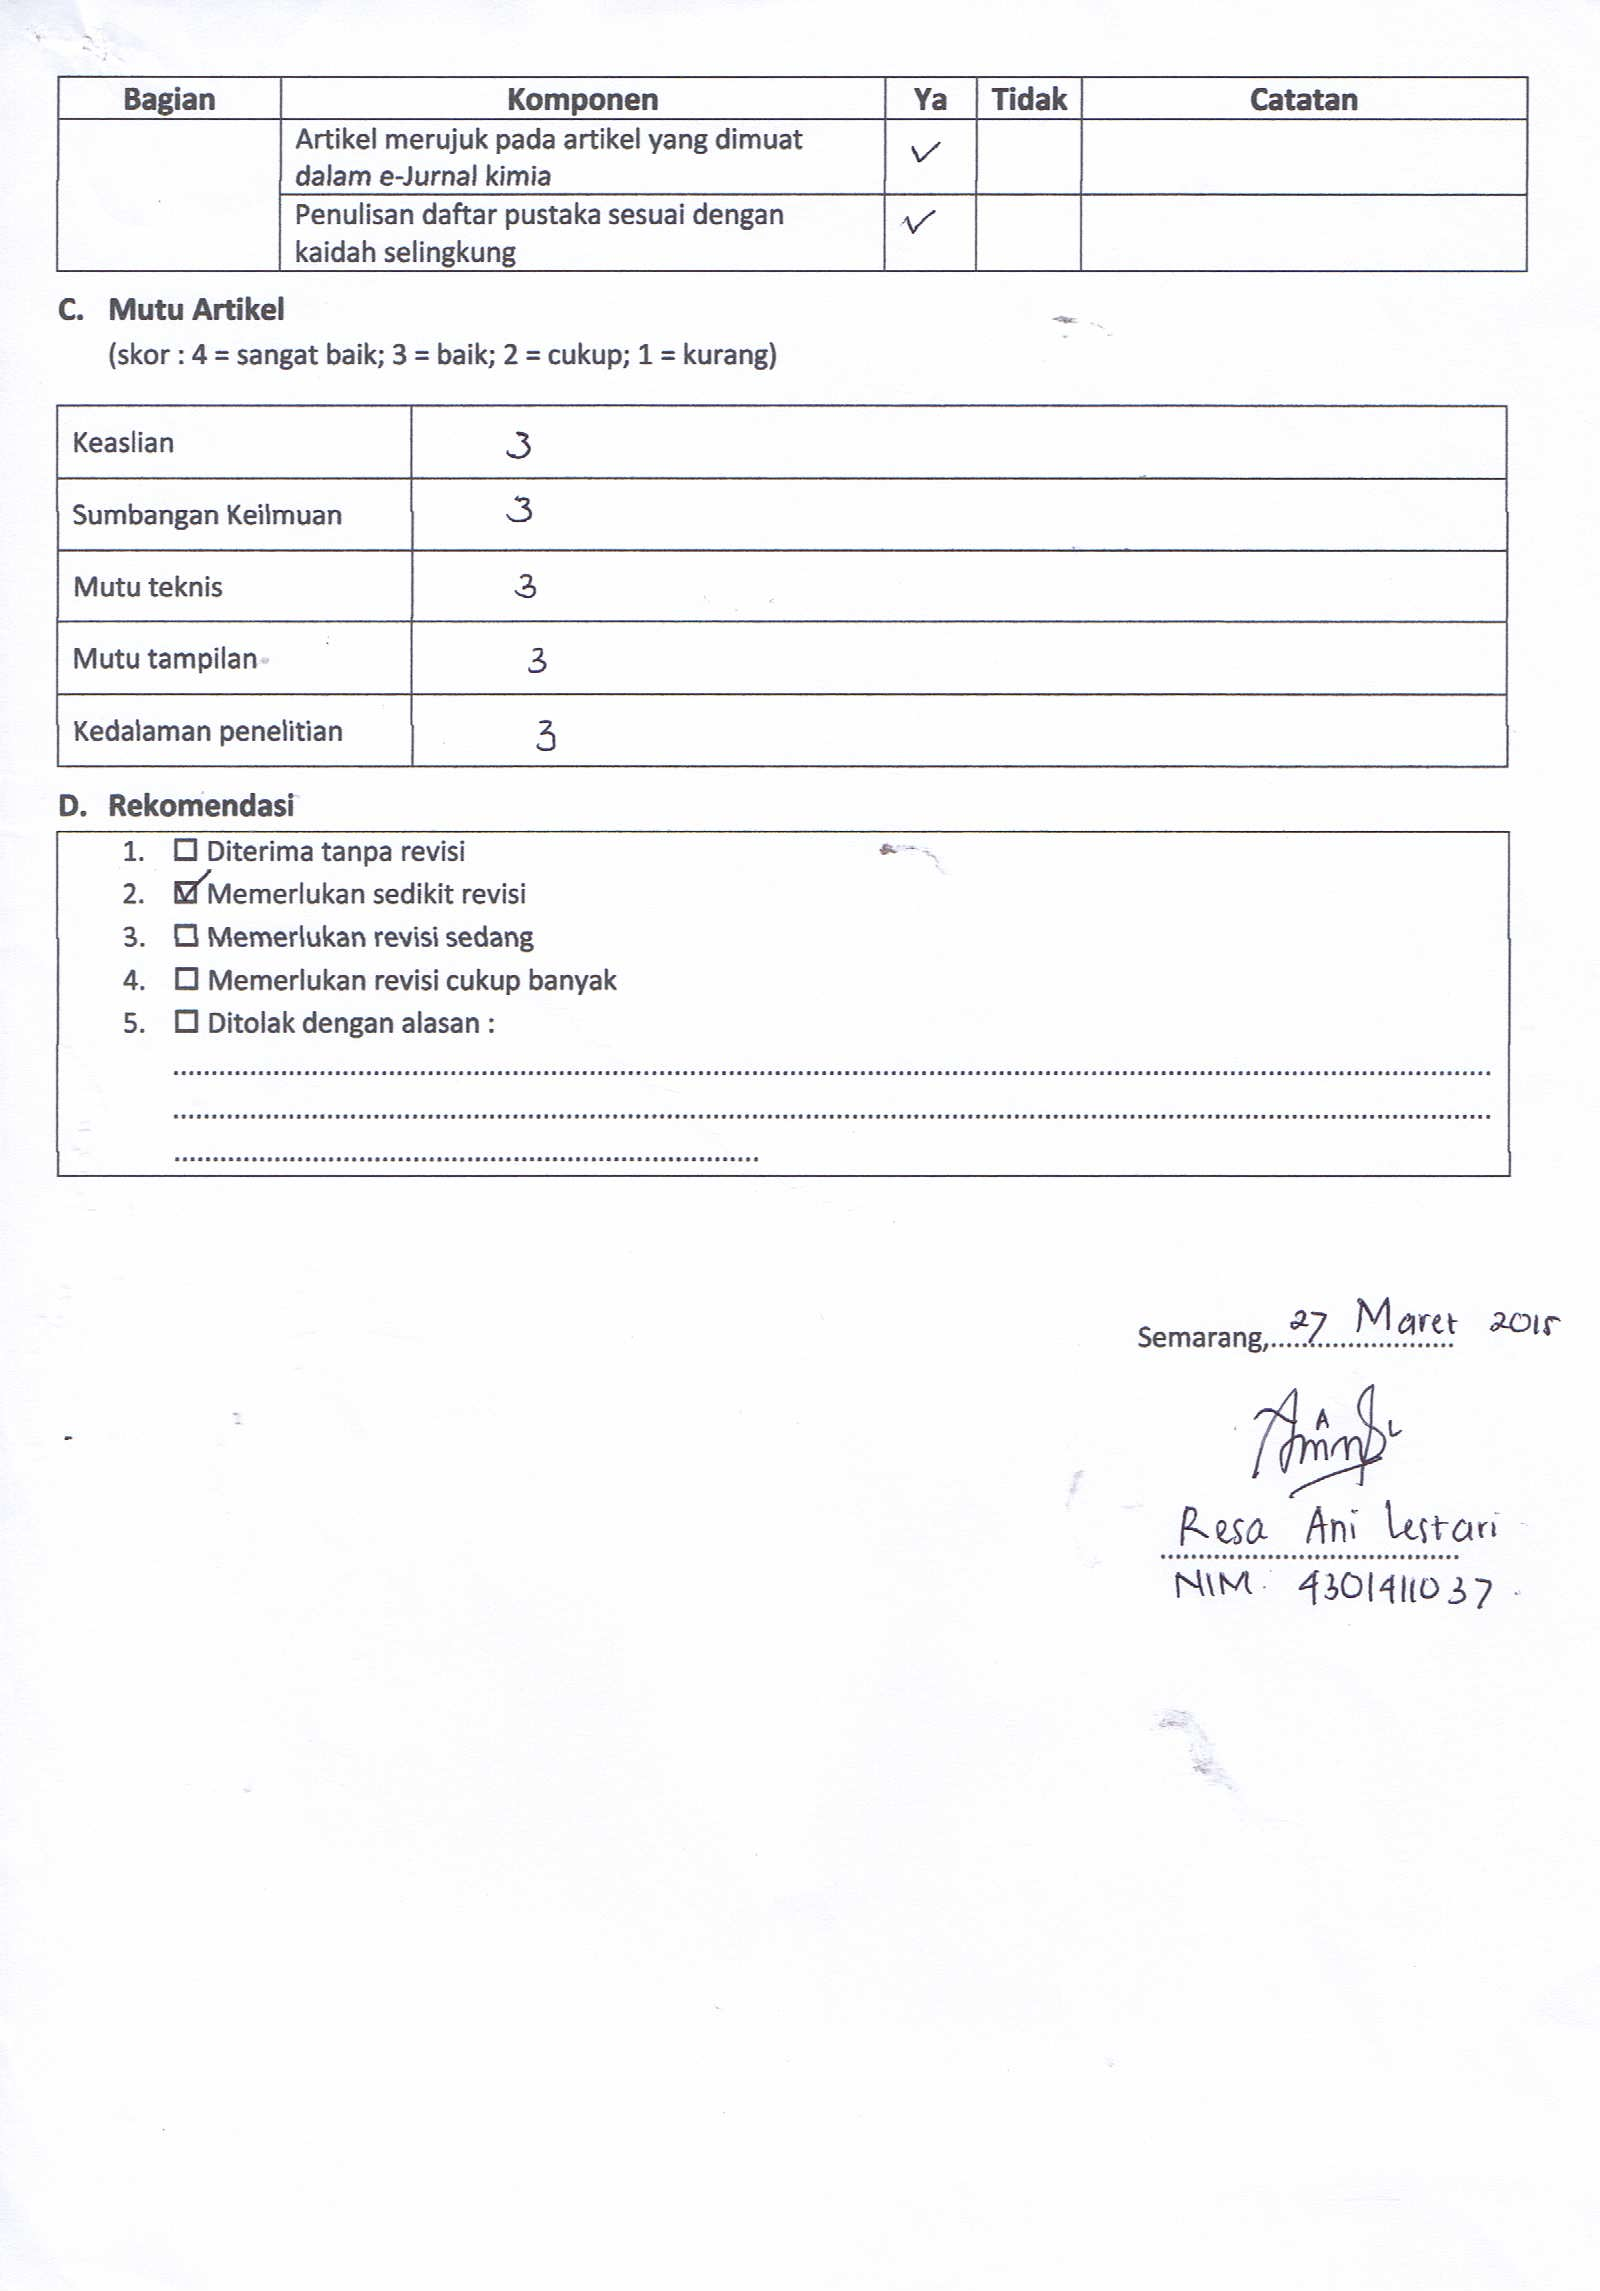 Bagian Komponen Ya Tidak Catatan
Artikel merujuk pada artikel yang dimuat ✓
dalam e-Jurnal kimia
Penulisan daftar pustaka sesuai dengan ✓
kaidah selingkung
C. Mutu Artikel
(skor : 4 = sangat baik; 3 = baik; 2 = cukup; 1 = kurang)
Keaslian 3
Sumbangan Keilmuan 3
Mutu teknis 3
Mutu tampilan 3
Kedalaman penelitian 3
D. Rekomendasi
1. ☐ Diterima tanpa revisi
2. ☑ Memerlukan sedikit revisi
3. ☐ Memerlukan revisi sedang
4. ☐ Memerlukan revisi cukup banyak
5. ☐ Ditolak dengan alasan :
Semarang, 27 Maret 2015
Resa Ani Lestari
NIM. 4301411037